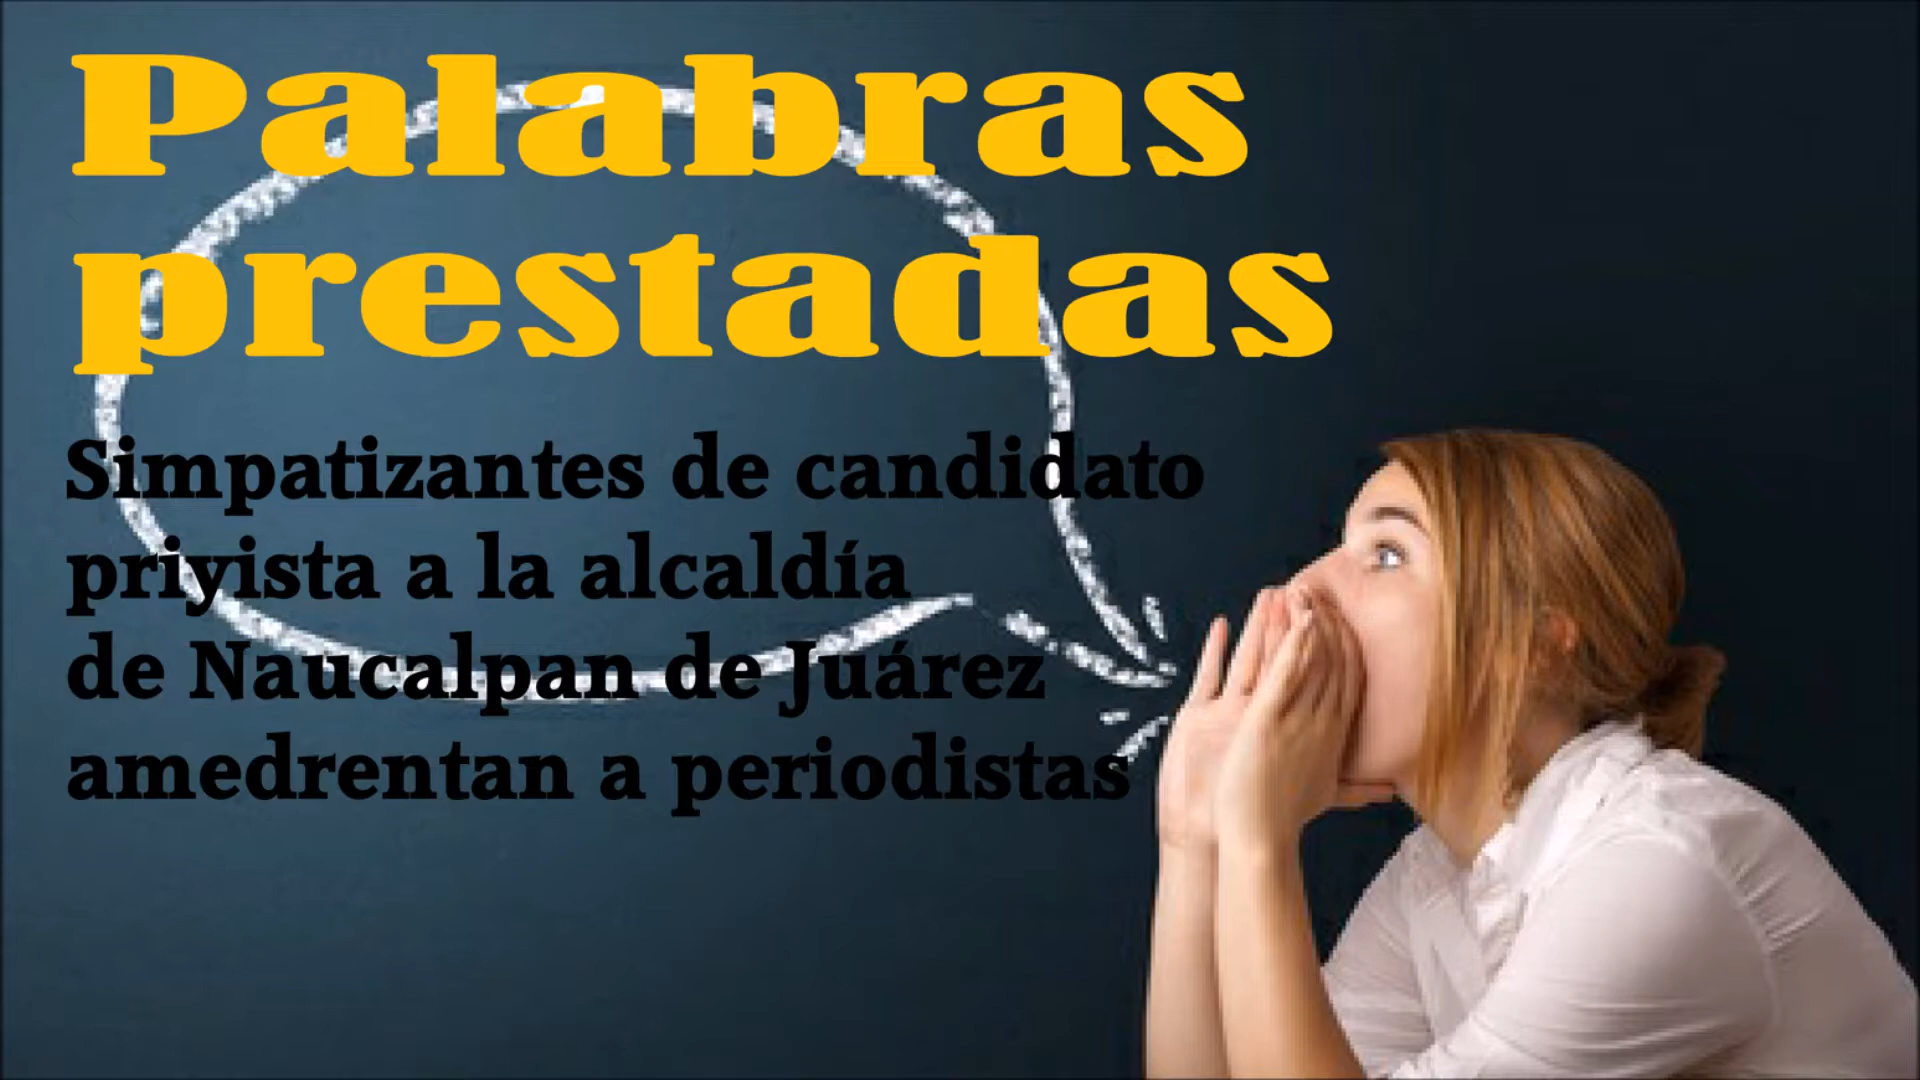 Palabras
prestadas
Simpatizantes de candidato
priyista a la alcaldía
de Naucalpan de Juárez
amedrentan a periodistas